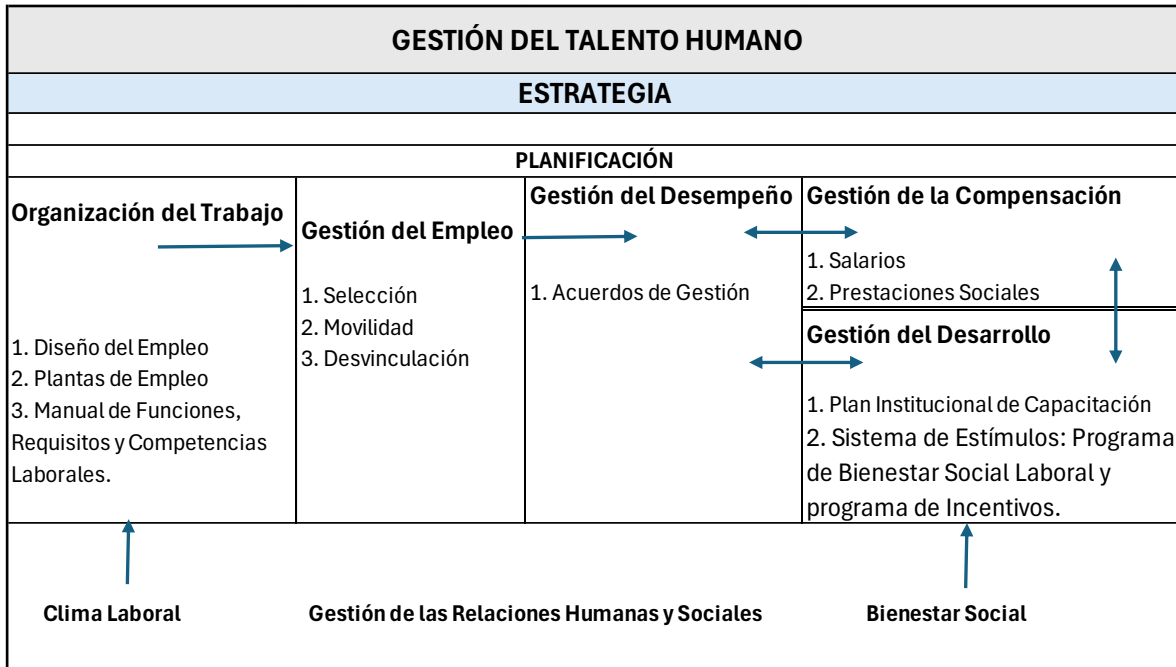 GESTIÓN DEL TALENTO HUMANO
ESTRATEGIA
PLANIFICACIÓN
Organización del Trabajo
1. Diseño del Empleo
2. Plantas de Empleo
3. Manual de Funciones,
Requisitos y Competencias
Laborales.
Gestión del Empleo
1. Selección
2. Movilidad
3. Desvinculación
Gestión del Desempeño
1. Acuerdos de Gestión
Gestión de la Compensación
1. Salarios
2. Prestaciones Sociales
Gestión del Desarrollo
1. Plan Institucional de Capacitación
2. Sistema de Estímulos: Programa
de Bienestar Social Laboral y
programa de Incentivos.
Clima Laboral
Gestión de las Relaciones Humanas y Sociales
Bienestar Social